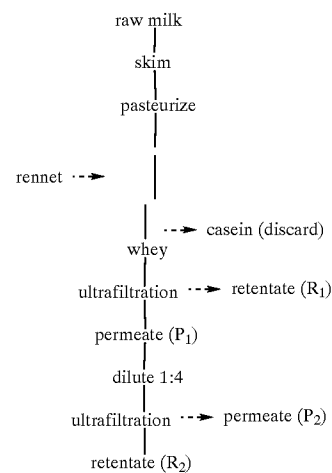 raw milk
skim
pasteurize
rennet
casein (discard)
whey
ultrafiltration
retentate (R₁)
permeate (P₁)
dilute 1:4
ultrafiltration
permeate (P₂)
retentate (R₂)